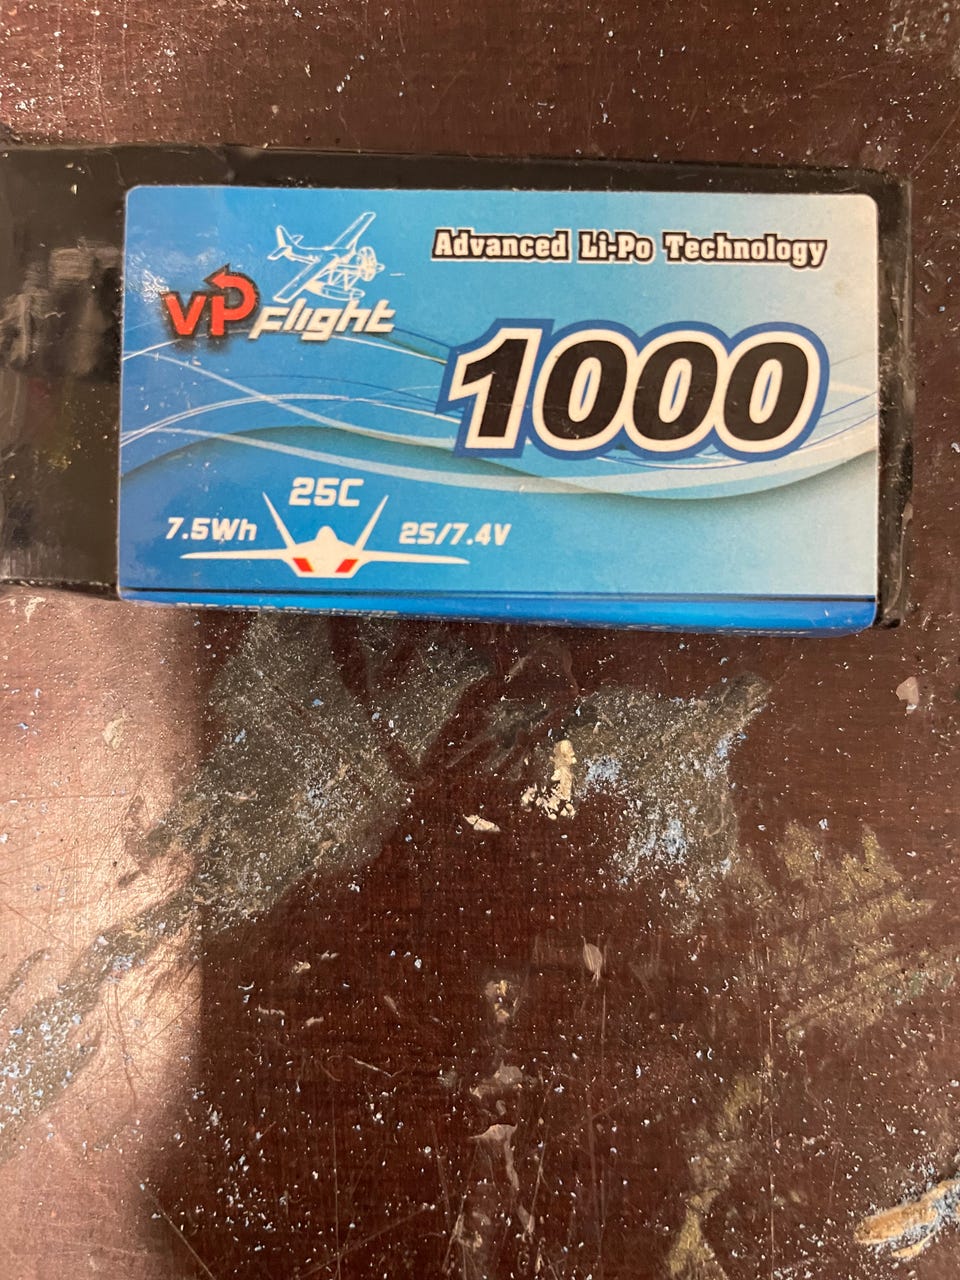 Advanced Li-Po Technology
VP flight
1000
25C
7.5Wh
2S/7.4V